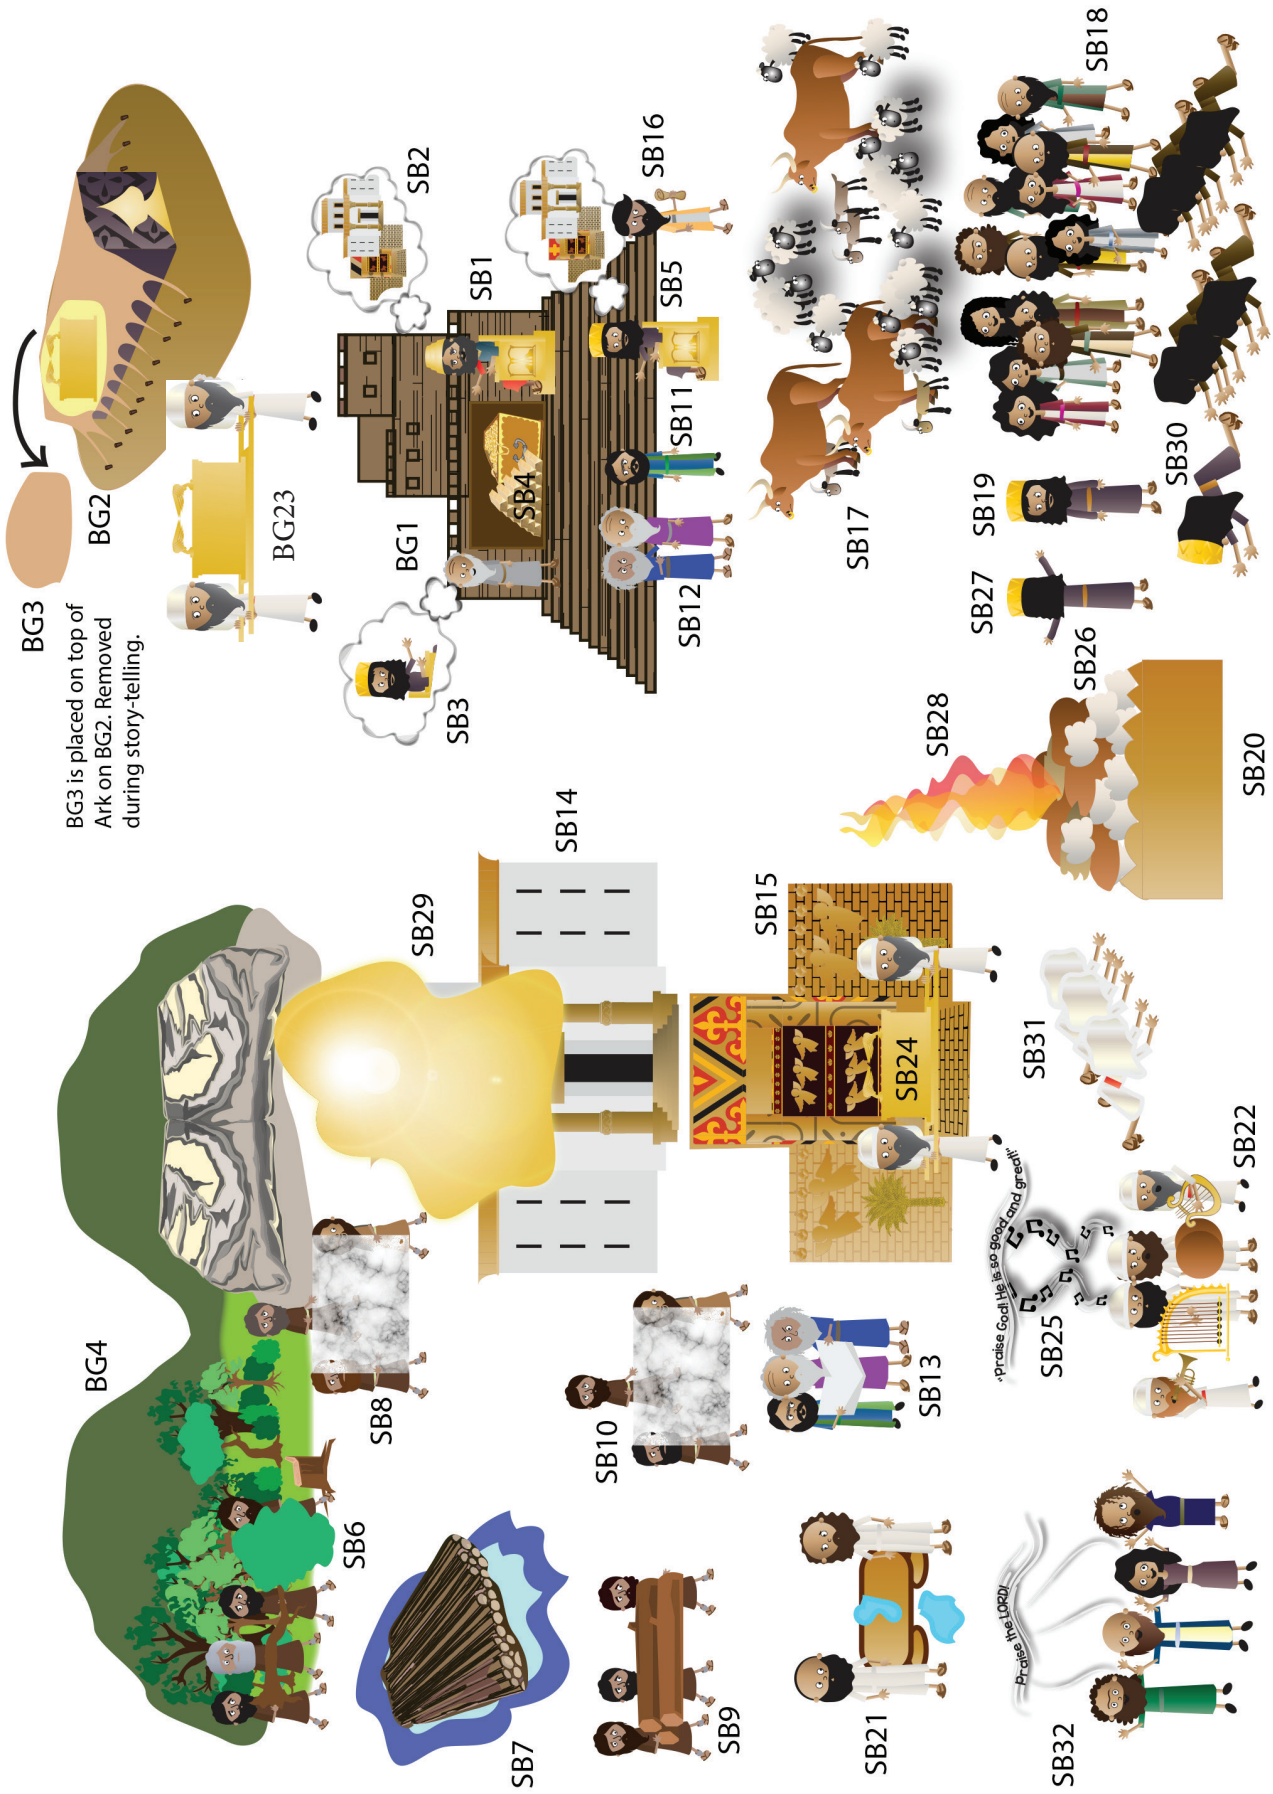 BG4
BG3
BG3 is placed on top of
Ark on BG2. Removed
during story-telling.
BG2
BG23
SB6
SB8
SB29
SB3
BG1
SB2
SB7
SB10
SB14
SB4
SB1
SB9
SB13
SB15
SB12
SB11
SB5
SB16
SB21
SB24
SB28
SB17
SB32
Praise the LORD!
"Praise God! He is so good and great!"
SB25
SB31
SB27
SB19
SB26
SB18
SB22
SB20
SB30